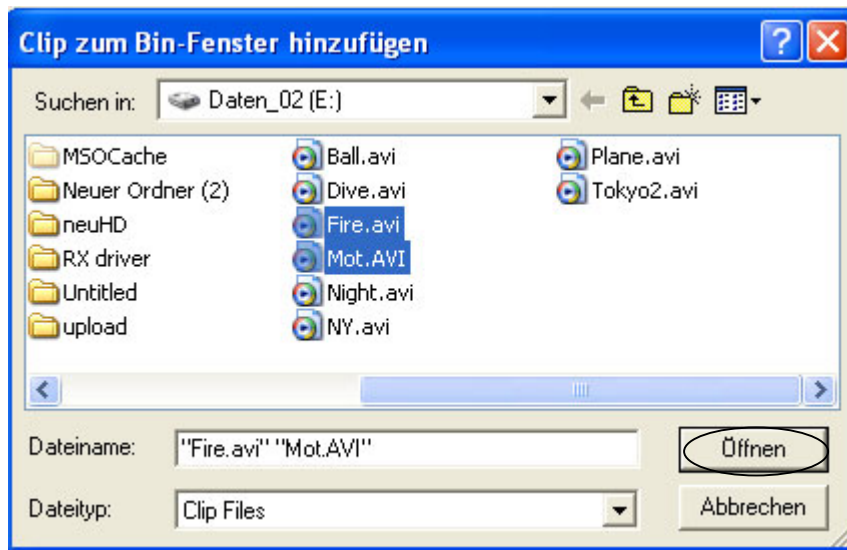 Clip zum Bin-Fenster hinzufügen
Suchen in: Daten_02 (E:)
MSOCache
Neuer Ordner (2)
neuHD
RX driver
Untitled
upload
Ball.avi
Dive.avi
Fire.avi
Mot.AVI
Night.avi
NY.avi
Plane.avi
Tokyo2.avi
Dateiname: "Fire.avi" "Mot.AVI"
Öffnen
Dateityp: Clip Files
Abbrechen